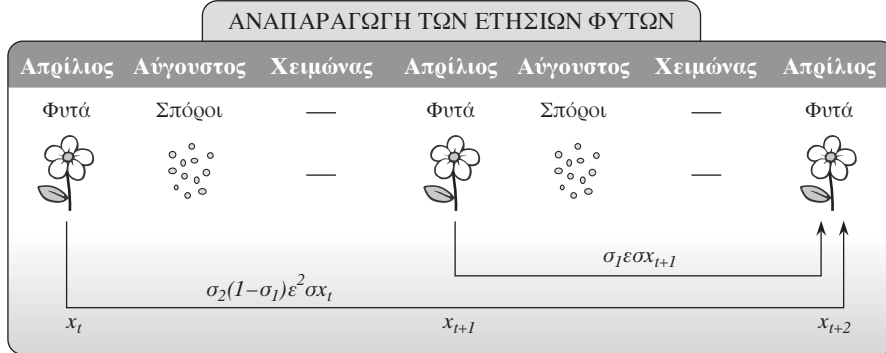 ΑΝΑΠΑΡΑΓΩΓΗ ΤΩΝ ΕΤΗΣΙΩΝ ΦΥΤΩΝ
Απρίλιος Αύγουστος Χειμώνας Απρίλιος Αύγουστος Χειμώνας Απρίλιος
Φυτά Σπόροι — Φυτά Σπόροι — Φυτά
— —
σ₁εσx_{t+1}
σ₂(1–σ₁)ε²σx_t
x_t x_{t+1} x_{t+2}